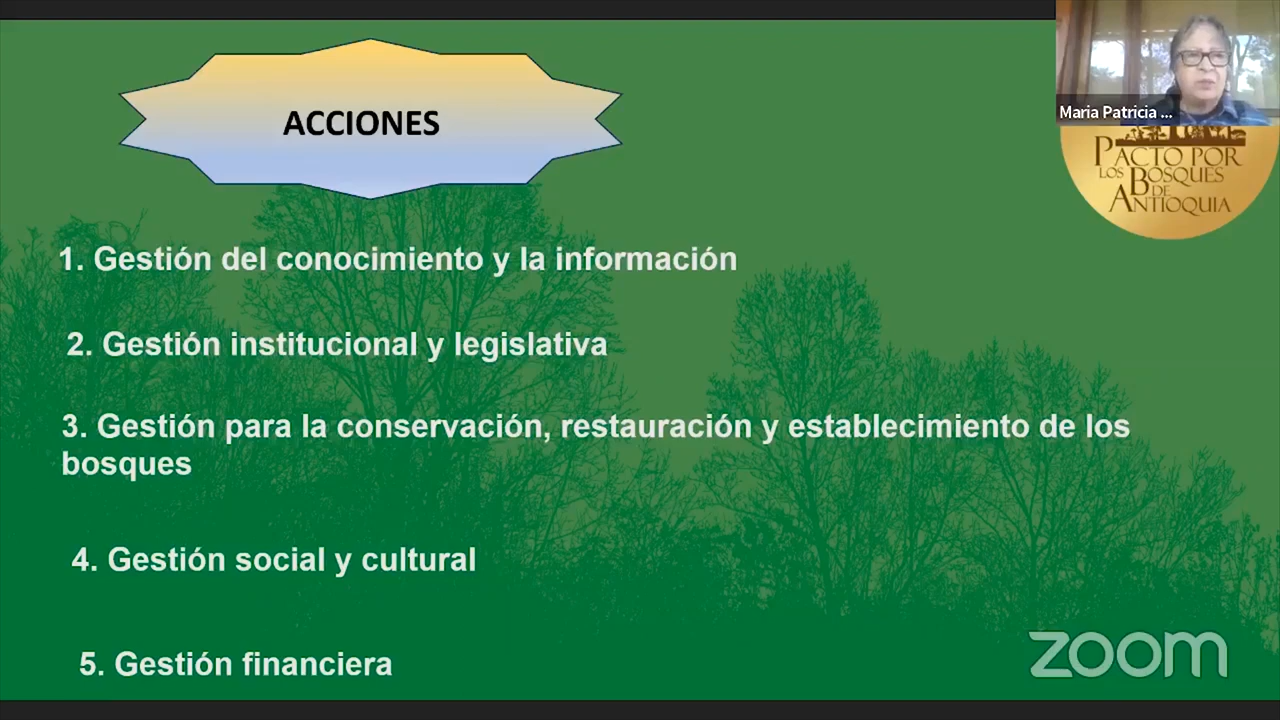 ACCIONES
Maria Patricia ...
PACTO POR
LOS BOSQUES
DE
ANTIOQUIA
1. Gestión del conocimiento y la información
2. Gestión institucional y legislativa
3. Gestión para la conservación, restauración y establecimiento de los
bosques
4. Gestión social y cultural
5. Gestión financiera
zoom